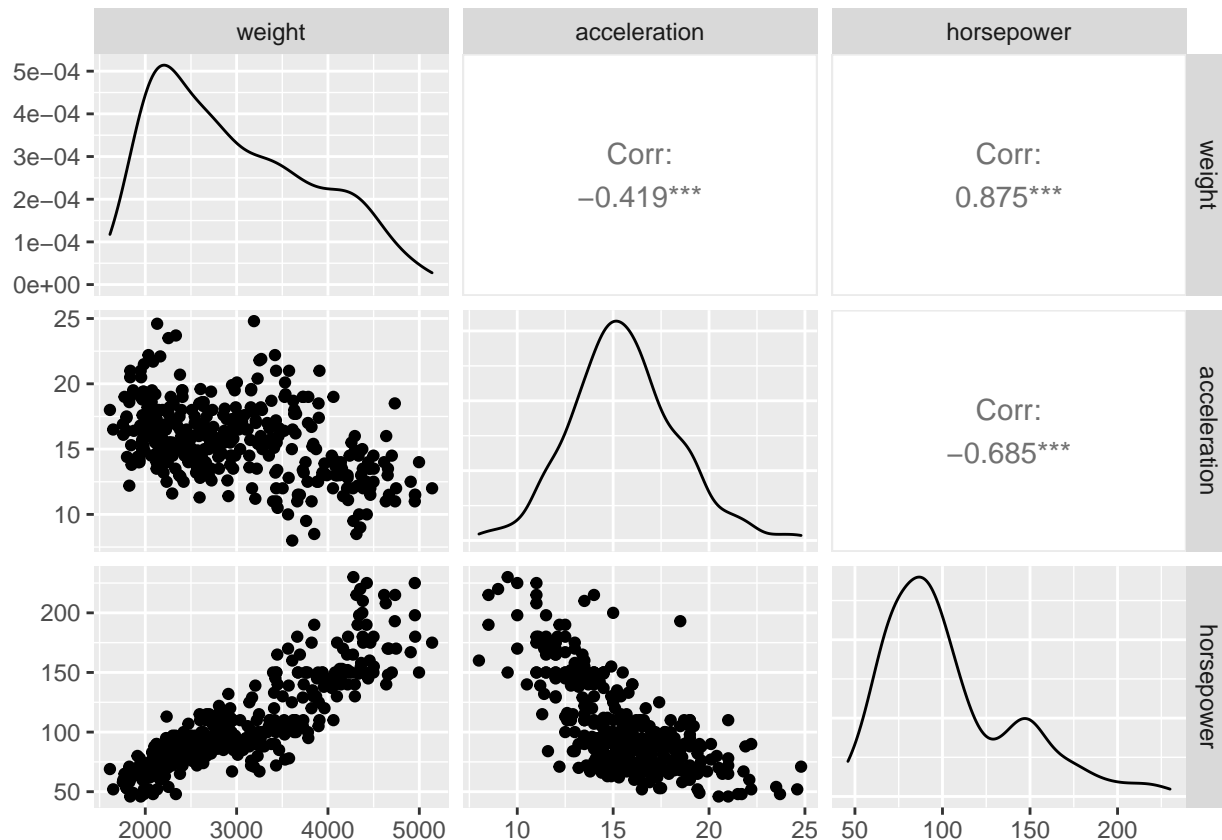 weight
acceleration
horsepower
5e−04
4e−04
3e−04
2e−04
1e−04
0e+00
Corr:
−0.419***
Corr:
0.875***
weight
25
20
15
10
Corr:
−0.685***
acceleration
200
150
100
50
horsepower
2000 3000 4000 5000
10 15 20 25
50 100 150 200